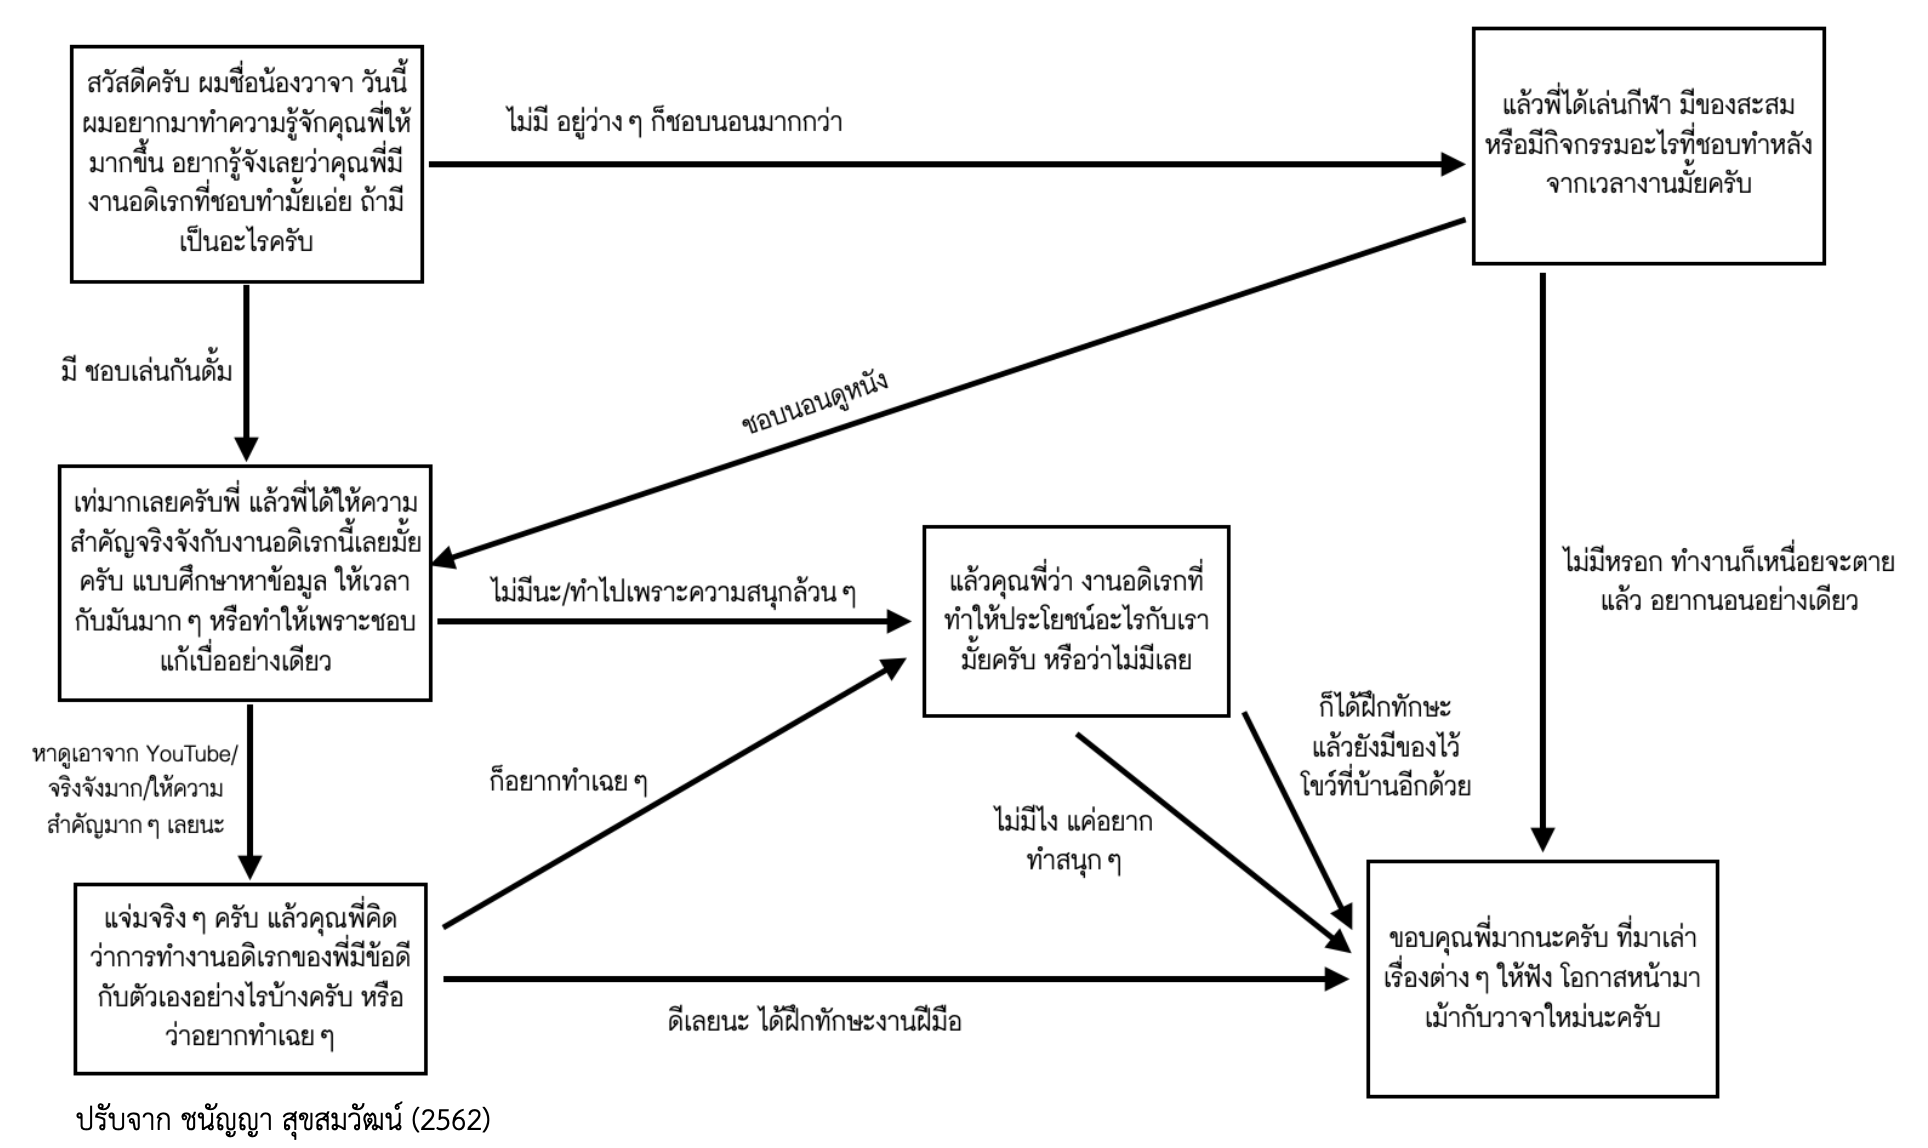 สวัสดีครับ ผมชื่อน้องวาจา วันนี้
ผมอยากมาทำความรู้จักคุณพี่ให้
มากขึ้น อยากรู้จังเลยว่าคุณพี่มี
งานอดิเรกที่ชอบทำมั้ยเอ่ย ถ้ามี
เป็นอะไรครับ
ไม่มี อยู่ว่าง ๆ ก็ชอบนอนมากกว่า
แล้วพี่ได้เล่นกีฬา มีของสะสม
หรือมีกิจกรรมอะไรที่ชอบทำหลัง
จากเวลางานมั้ยครับ
มี ชอบเล่นกันดั้ม
ชอบนอนดูหนัง
เท่มากเลยครับพี่ แล้วพี่ได้ให้ความ
สำคัญจริงจังกับงานอดิเรกนี้เลยมั้ย
ครับ แบบศึกษาหาข้อมูล ให้เวลา
กับมันมาก ๆ หรือทำให้เพราะชอบ
แก้เบื่ออย่างเดียว
ไม่มีนะ/ทำไปเพราะความสนุกล้วน ๆ
แล้วคุณพี่ว่า งานอดิเรกที่
ทำให้ประโยชน์อะไรกับเรา
มั้ยครับ หรือว่าไม่มีเลย
ไม่มีหรอก ทำงานก็เหนื่อยจะตาย
แล้ว อยากนอนอย่างเดียว
หาดูเอาจาก YouTube/
จริงจังมาก/ให้ความ
สำคัญมาก ๆ เลยนะ
ก็อยากทำเฉย ๆ
ไม่มีไง แค่อยาก
ทำสนุก ๆ
ก็ได้ฝึกทักษะ
แล้วยังมีของไว้
โชว์ที่บ้านอีกด้วย
แจ่มจริง ๆ ครับ แล้วคุณพี่คิด
ว่าการทำงานอดิเรกของพี่มีข้อดี
กับตัวเองอย่างไรบ้างครับ หรือ
ว่าอยากทำเฉย ๆ
ดีเลยนะ ได้ฝึกทักษะงานฝีมือ
ขอบคุณพี่มากนะครับ ที่มาเล่า
เรื่องต่าง ๆ ให้ฟัง โอกาสหน้ามา
เม้ากับวาจาใหม่นะครับ
ปรับจาก ชนัญญา สุขสมวัฒน์ (2562)